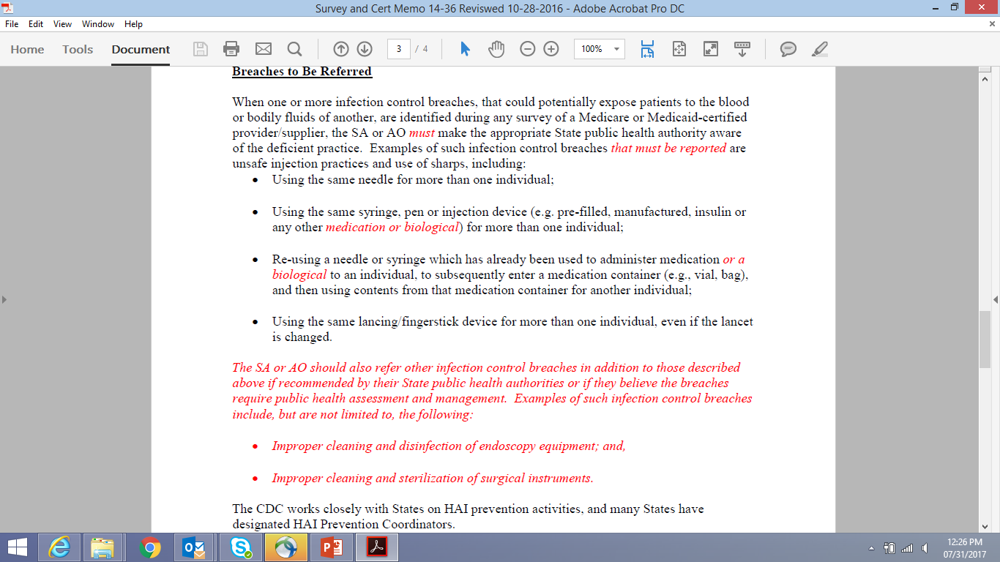 Survey and Cert Memo 14-36 Reviswed 10-28-2016 - Adobe Acrobat Pro DC
File Edit View Window Help
Home Tools Document 3 / 4 100%
Breaches to Be Referred
When one or more infection control breaches, that could potentially expose patients to the blood
or bodily fluids of another, are identified during any survey of a Medicare or Medicaid-certified
provider/supplier, the SA or AO must make the appropriate State public health authority aware
of the deficient practice. Examples of such infection control breaches that must be reported are
unsafe injection practices and use of sharps, including:
• Using the same needle for more than one individual;
• Using the same syringe, pen or injection device (e.g. pre-filled, manufactured, insulin or
any other medication or biological) for more than one individual;
• Re-using a needle or syringe which has already been used to administer medication or a
biological to an individual, to subsequently enter a medication container (e.g., vial, bag),
and then using contents from that medication container for another individual;
• Using the same lancing/fingerstick device for more than one individual, even if the lancet
is changed.
The SA or AO should also refer other infection control breaches in addition to those described
above if recommended by their State public health authorities or if they believe the breaches
require public health assessment and management. Examples of such infection control breaches
include, but are not limited to, the following:
• Improper cleaning and disinfection of endoscopy equipment; and,
• Improper cleaning and sterilization of surgical instruments.
The CDC works closely with States on HAI prevention activities, and many States have
designated HAI Prevention Coordinators.
12:26 PM
07/31/2017